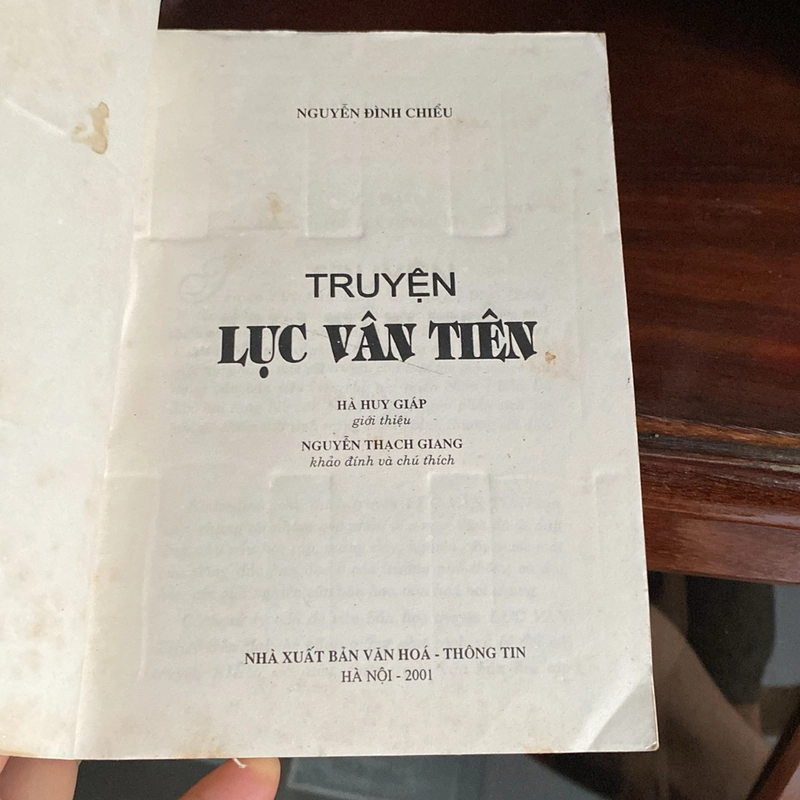 NGUYỄN ĐÌNH CHIỂU
TRUYỆN
LỤC VÂN TIÊN
HÀ HUY GIÁP
giới thiệu
NGUYỄN THẠCH GIANG
khảo đính và chú thích
NHÀ XUẤT BẢN VĂN HOÁ - THÔNG TIN
HÀ NỘI - 2001